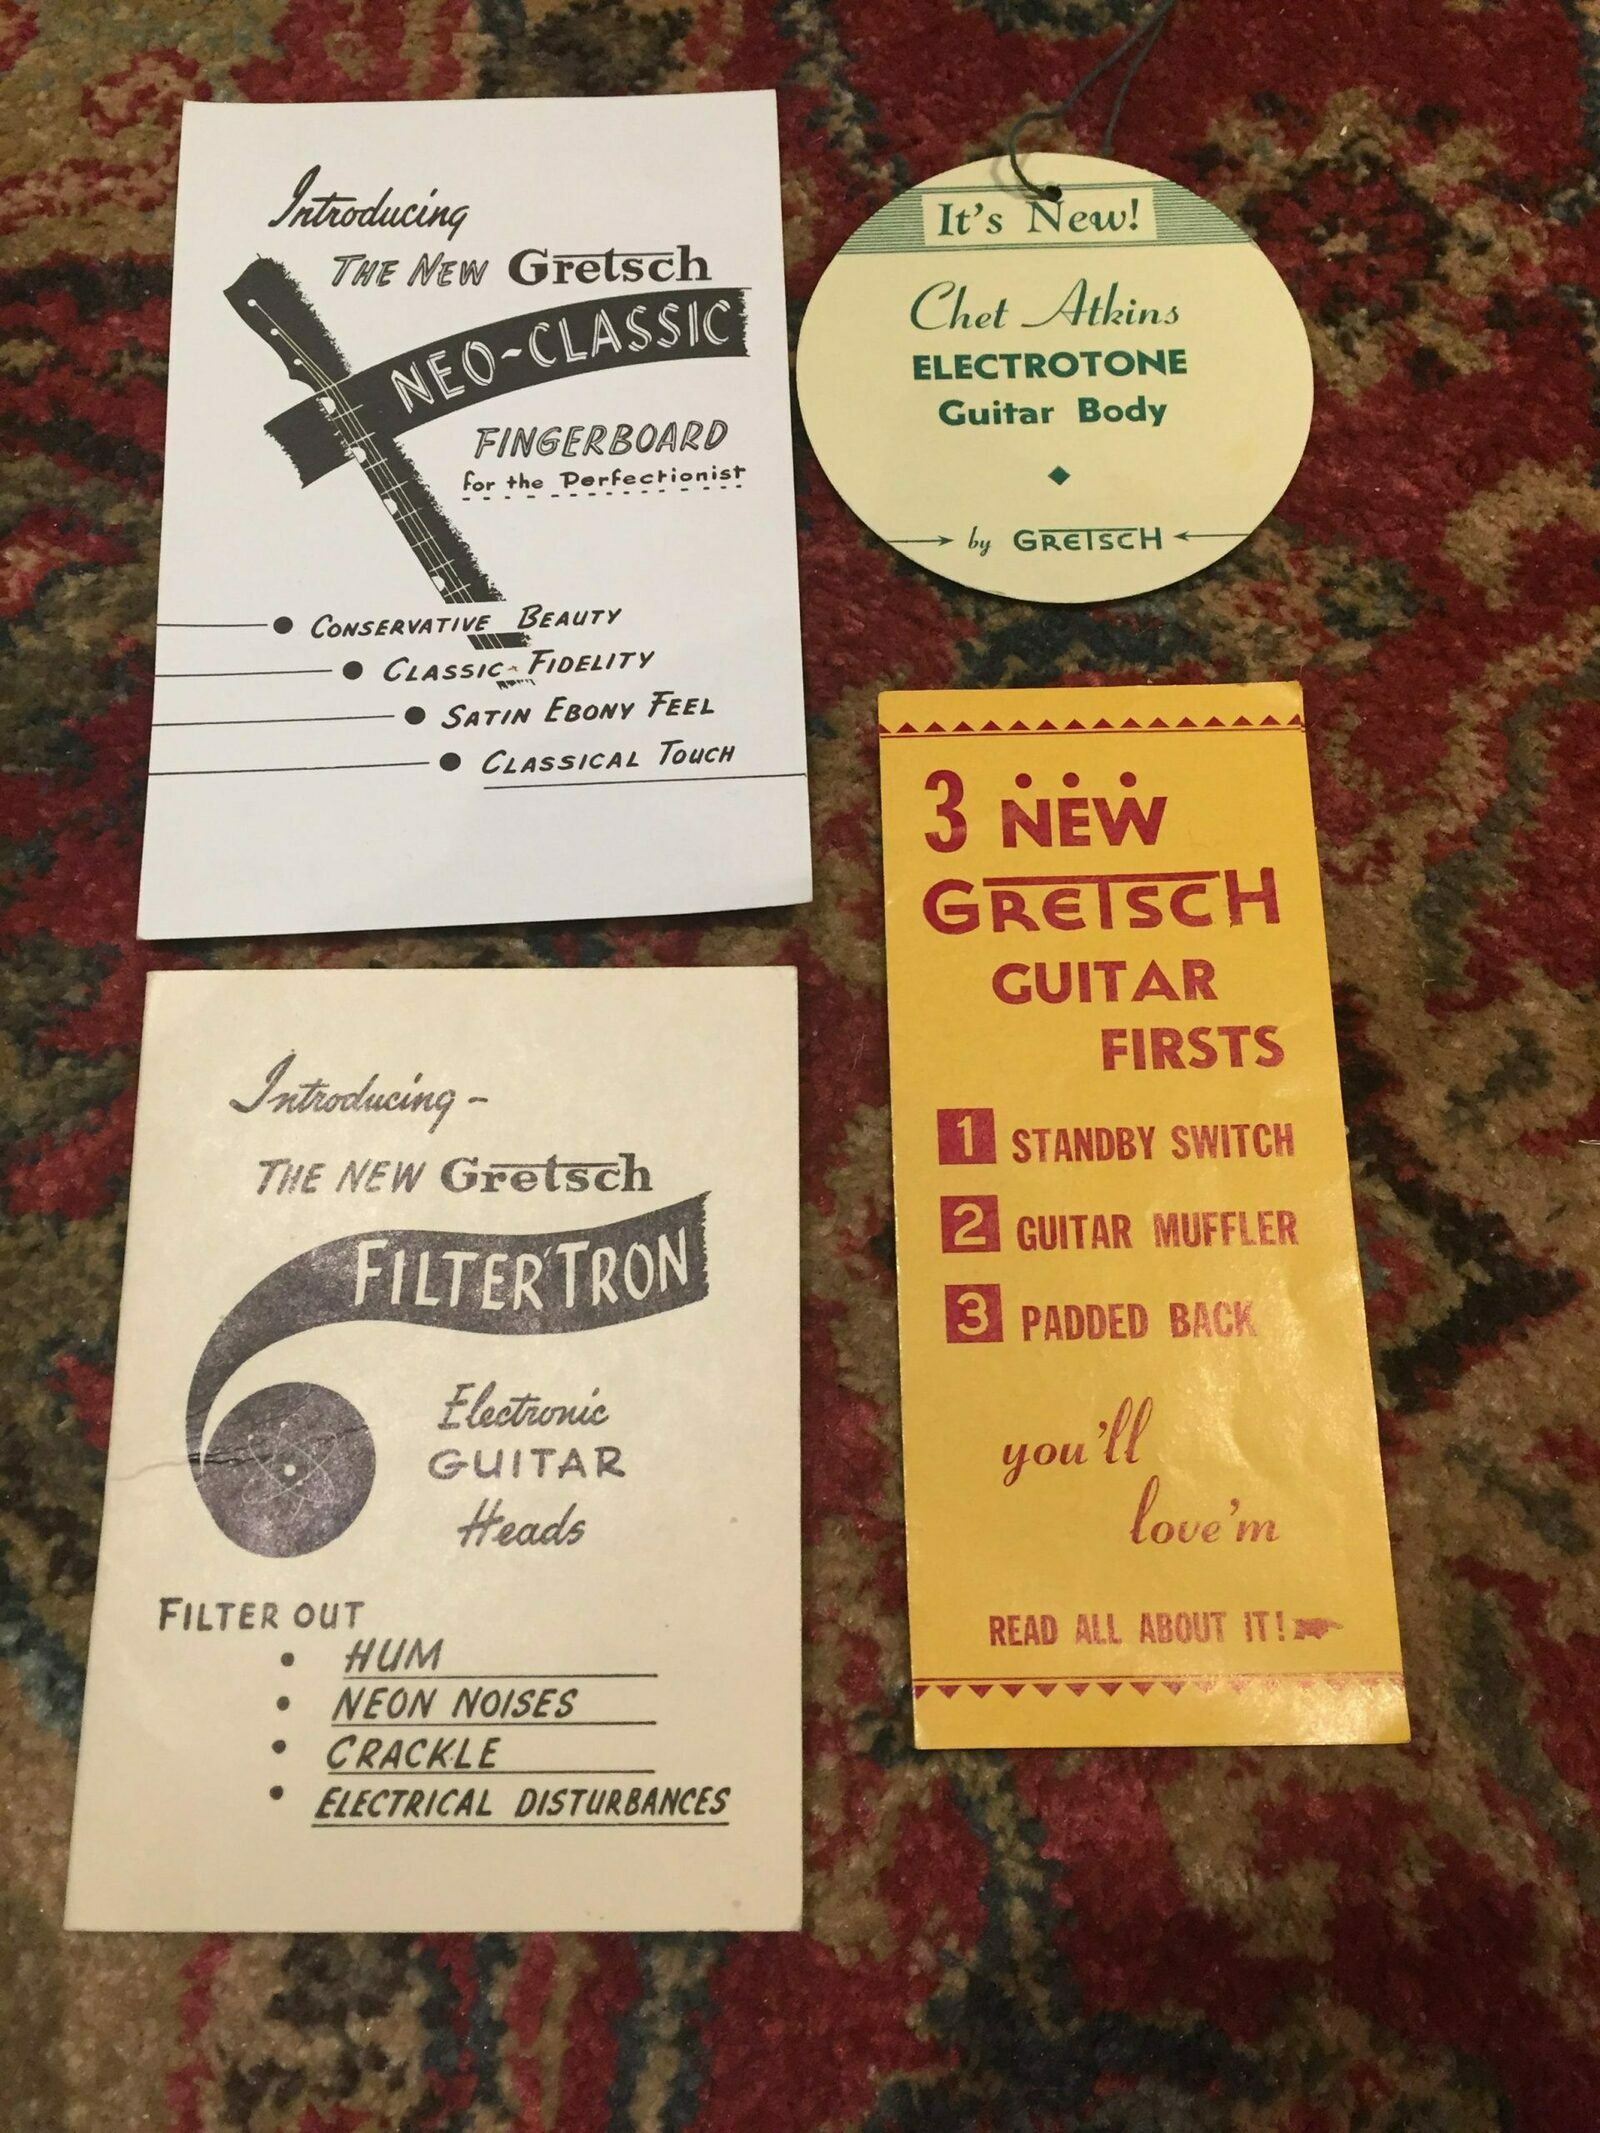 Introducing
THE NEW Gretsch
NEO-CLASSIC
FINGERBOARD
for the Perfectionist
• CONSERVATIVE BEAUTY
• CLASSIC FIDELITY
• SATIN EBONY FEEL
• CLASSICAL TOUCH
It's New!
Chet Atkins
ELECTROTONE
Guitar Body
by GRETSCH
Introducing -
THE NEW Gretsch
FILTER'TRON
Electronic
GUITAR
Heads
FILTER OUT
• HUM
• NEON NOISES
• CRACKLE
• ELECTRICAL DISTURBANCES
3 NEW
GRETSCH
GUITAR
FIRSTS
1 STANDBY SWITCH
2 GUITAR MUFFLER
3 PADDED BACK
you'll
love'm
READ ALL ABOUT IT!